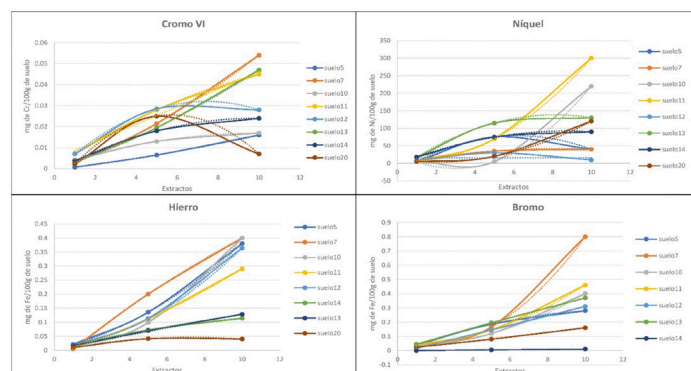 Cromo VI
mg de Cr/100g de suelo
0.06
0.05
0.04
0.03
0.02
0.01
0
0 2 4 6 8 10 12
Extractos
suelo5
suelo7
suelo10
suelo11
suelo12
suelo13
suelo14
suelo20
Níquel
mg de Ni/100g de suelo
350
300
250
200
150
100
50
0
-50
0 2 4 6 8 10 12
Extractos
suelo5
suelo7
suelo10
suelo11
suelo12
suelo13
suelo14
suelo20
Hierro
mg de Fe/100g de suelo
0.45
0.4
0.35
0.3
0.25
0.2
0.15
0.1
0.05
0
0 2 4 6 8 10 12
Extractos
suelo5
suelo7
suelo10
suelo11
suelo12
suelo14
suelo13
suelo20
Bromo
mg de Fe/100g de suelo
0.9
0.8
0.7
0.6
0.5
0.4
0.3
0.2
0.1
0
-0.1
0 2 4 6 8 10 12
Extractos
suelo5
suelo7
suelo10
suelo11
suelo12
suelo13
suelo14